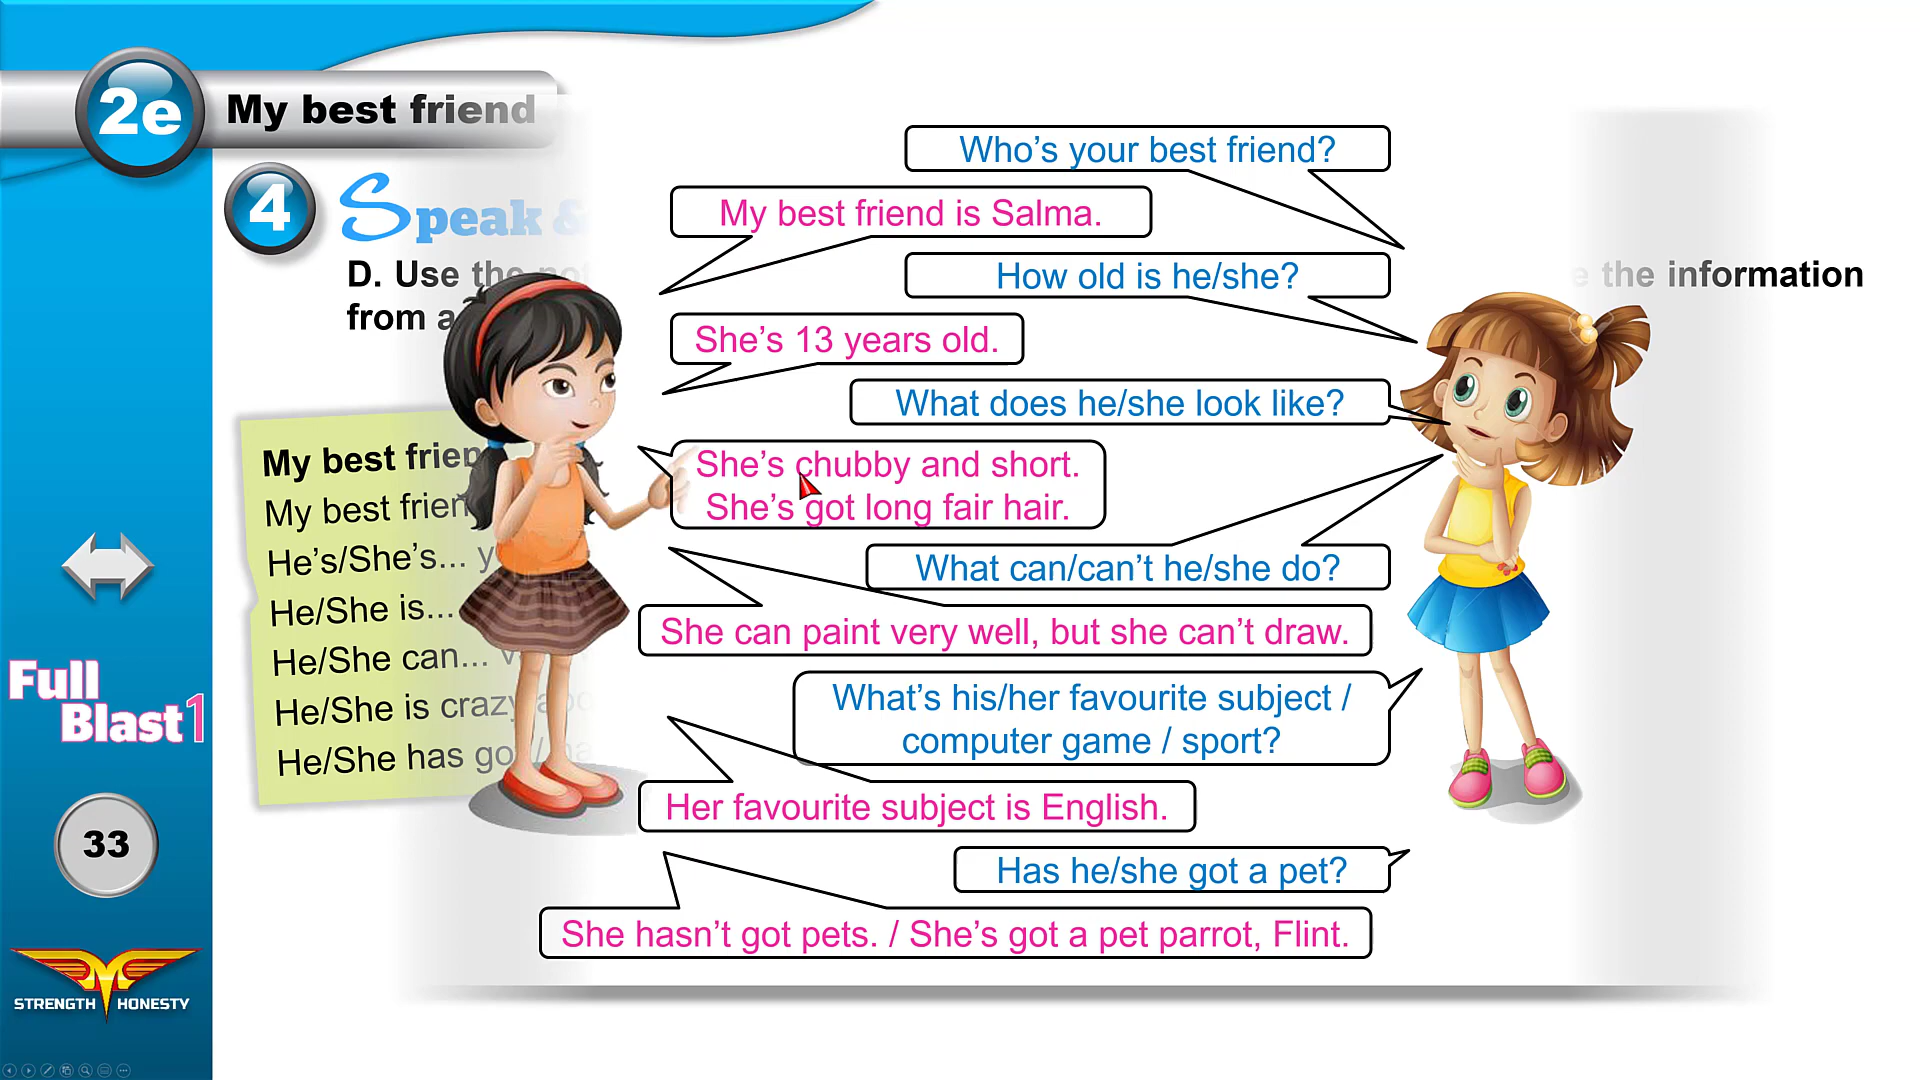 2e
My best friend
4
Speak &
D. Use the no
e the information
from a
Who's your best friend?
My best friend is Salma.
How old is he/she?
She's 13 years old.
What does he/she look like?
She's chubby and short.
She's got long fair hair.
What can/can't he/she do?
She can paint very well, but she can't draw.
What's his/her favourite subject /
computer game / sport?
Her favourite subject is English.
Has he/she got a pet?
She hasn't got pets. / She's got a pet parrot, Flint.
My best frien
My best frien
He's/She's... y
He/She is...
He/She can... v
He/She is crazy abo
He/She has got / ha
Full
Blast 1
33
STRENGTH HONESTY